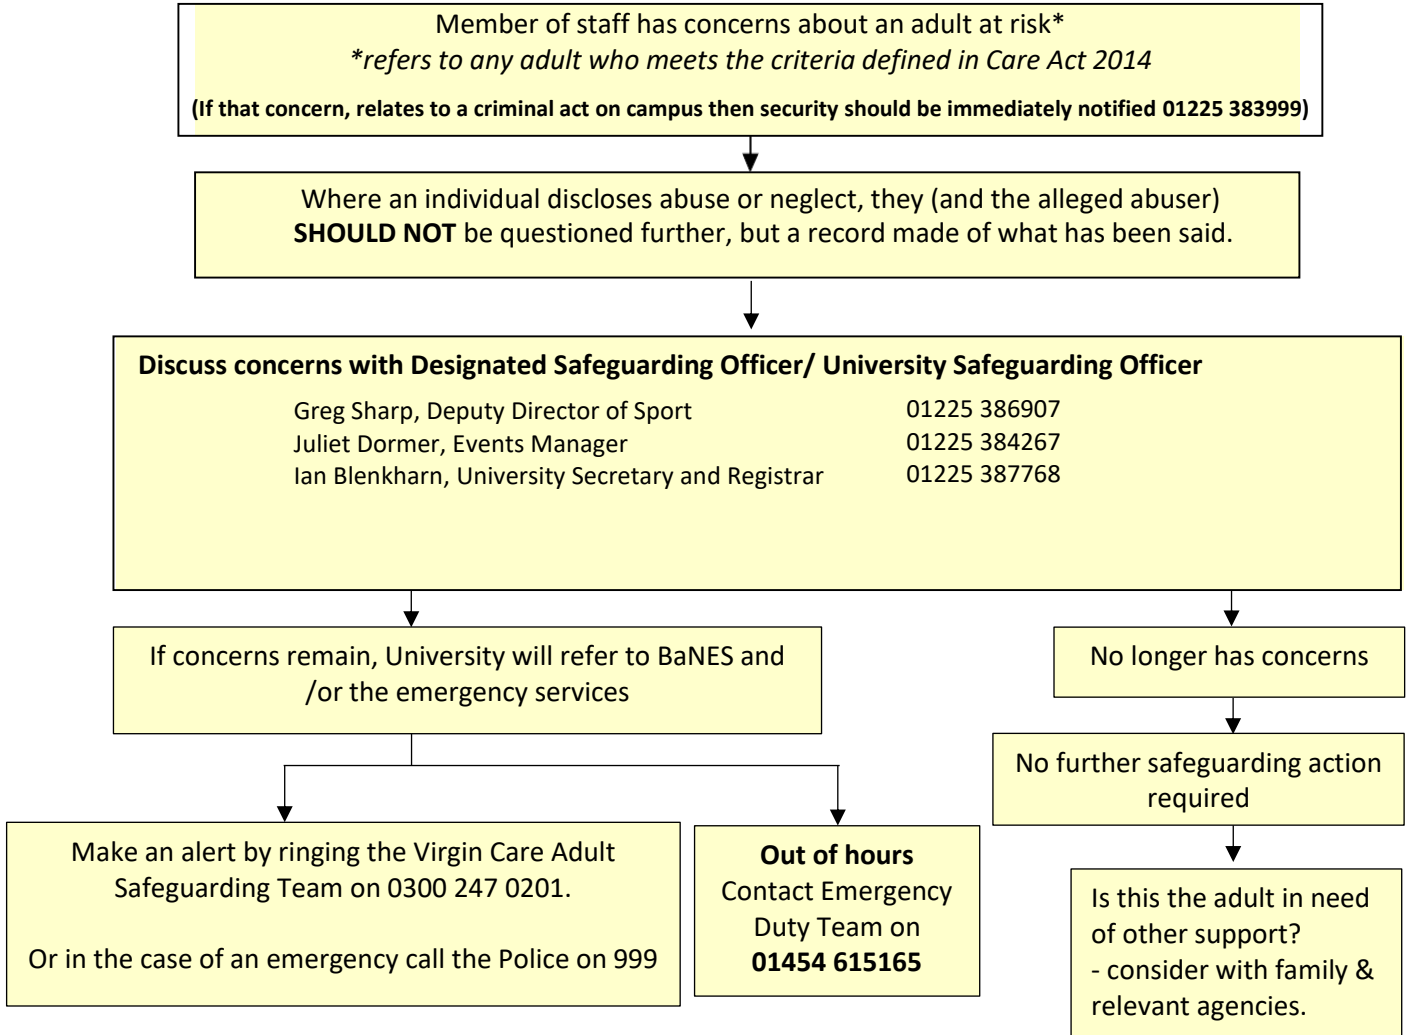 Member of staff has concerns about an adult at risk*
*refers to any adult who meets the criteria defined in Care Act 2014
(If that concern, relates to a criminal act on campus then security should be immediately notified 01225 383999)
Where an individual discloses abuse or neglect, they (and the alleged abuser)
SHOULD NOT be questioned further, but a record made of what has been said.
Discuss concerns with Designated Safeguarding Officer/ University Safeguarding Officer
Greg Sharp, Deputy Director of Sport 01225 386907
Juliet Dormer, Events Manager 01225 384267
Ian Blenkharn, University Secretary and Registrar 01225 387768
If concerns remain, University will refer to BaNES and
/or the emergency services
No longer has concerns
No further safeguarding action
required
Make an alert by ringing the Virgin Care Adult
Safeguarding Team on 0300 247 0201.
Or in the case of an emergency call the Police on 999
Out of hours
Contact Emergency
Duty Team on
01454 615165
Is this the adult in need
of other support?
- consider with family &
relevant agencies.